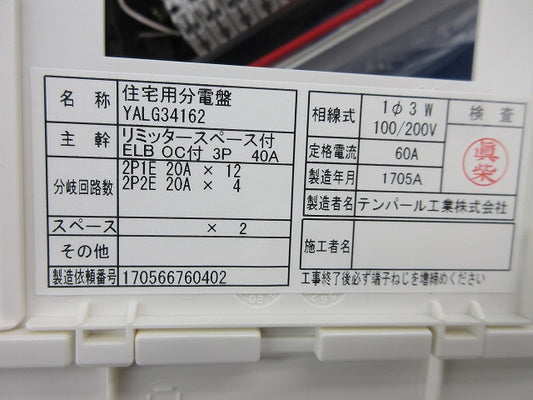 名称 住宅用分電盤
YALG34162
主幹 リミッタースペース付
ELB OC付 3P 40A
分岐回路数 2P1E 20A × 12
2P2E 20A × 4
スペース × 2
その他
製造依頼番号 170566760402
相線式 1φ3W
100/200V
検査
定格電流 60A
眞柴
製造年月 1705A
製造者名 テンパール工業株式会社
施工者名
工事終了後必ず端子ねじを増締めください